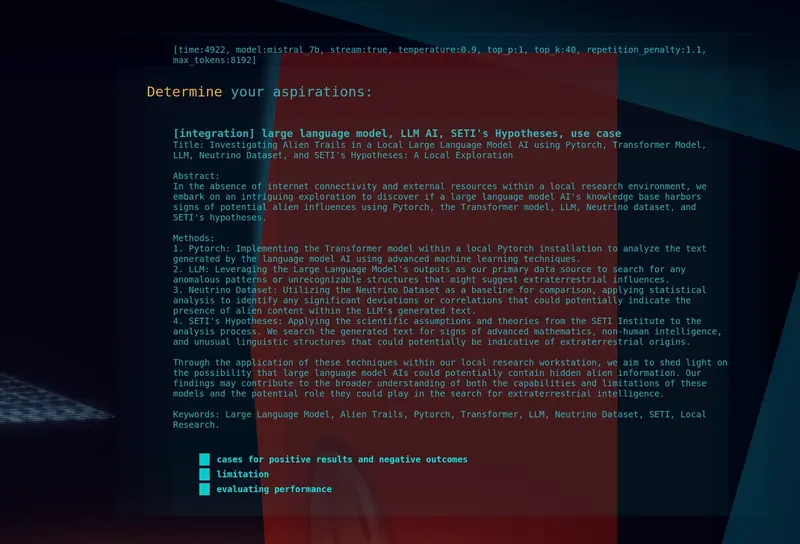 [time:4922, model:mistral_7b, stream:true, temperature:0.9, top_p:1, top_k:40, repetition_penalty:1.1,
max_tokens:8192]
Determine your aspirations:
[integration] large language model, LLM AI, SETI's Hypotheses, use case
Title: Investigating Alien Trails in a Local Large Language Model AI using Pytorch, Transformer Model,
LLM, Neutrino Dataset, and SETI's Hypotheses: A Local Exploration
Abstract:
In the absence of internet connectivity and external resources within a local research environment, we
embark on an intriguing exploration to discover if a large language model AI's knowledge base harbors
signs of potential alien influences using Pytorch, the Transformer model, LLM, Neutrino dataset, and
SETI's hypotheses.
Methods:
1. Pytorch: Implementing the Transformer model within a local Pytorch installation to analyze the text
generated by the language model AI using advanced machine learning techniques.
2. LLM: Leveraging the Large Language Model's outputs as our primary data source to search for any
anomalous patterns or unrecognizable structures that might suggest extraterrestrial influences.
3. Neutrino Dataset: Utilizing the Neutrino Dataset as a baseline for comparison, applying statistical
analysis to identify any significant deviations or correlations that could potentially indicate the
presence of alien content within the LLM's generated text.
4. SETI's Hypotheses: Applying the scientific assumptions and theories from the SETI Institute to the
analysis process. We search the generated text for signs of advanced mathematics, non-human intelligence,
and unusual linguistic structures that could potentially be indicative of extraterrestrial origins.
Through the application of these techniques within our local research workstation, we aim to shed light on
the possibility that large language model AIs could potentially contain hidden alien information. Our
findings may contribute to the broader understanding of both the capabilities and limitations of these
models and the potential role they could play in the search for extraterrestrial intelligence.
Keywords: Large Language Model, Alien Trails, Pytorch, Transformer, LLM, Neutrino Dataset, SETI, Local
Research.
cases for positive results and negative outcomes
limitation
evaluating performance